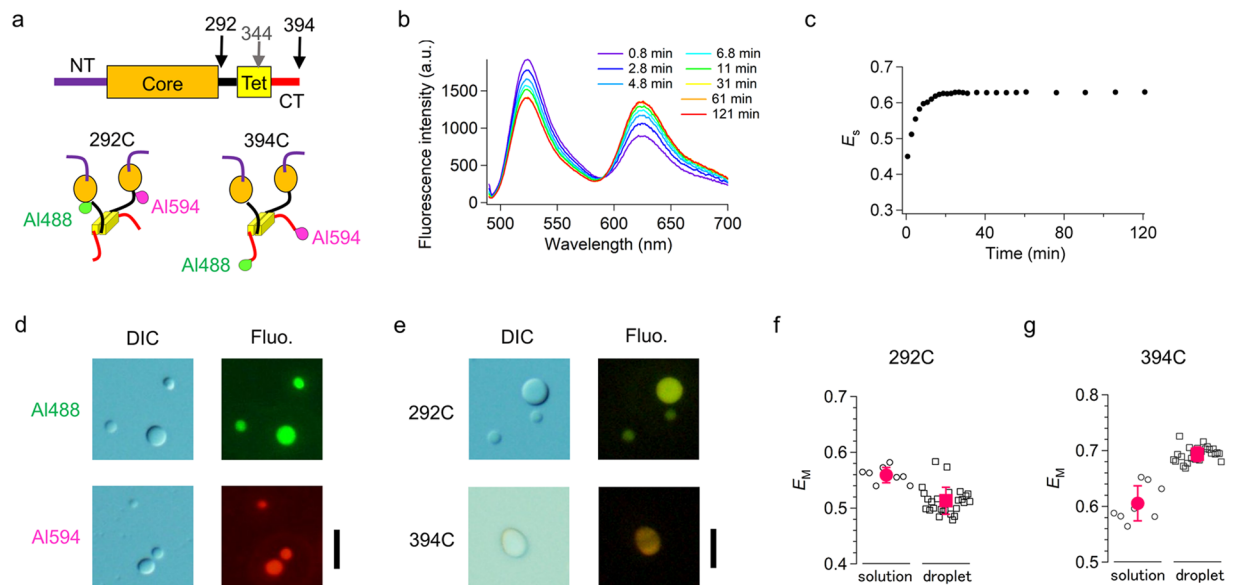 a
292
344
394
NT
Core
Tet
CT
292C
394C
Al488
Al594
Al594
Al488
b
Fluorescence intensity (a.u.)
1500
1000
500
0
500
550
600
650
700
Wavelength (nm)
0.8 min
2.8 min
4.8 min
6.8 min
11 min
31 min
61 min
121 min
c
Es
0.6
0.5
0.4
0.3
0
40
80
120
Time (min)
d
DIC
Fluo.
Al488
Al594
e
DIC
Fluo.
292C
394C
f
292C
EM
0.7
0.6
0.5
0.4
solution
droplet
g
394C
EM
0.8
0.7
0.6
0.5
solution
droplet